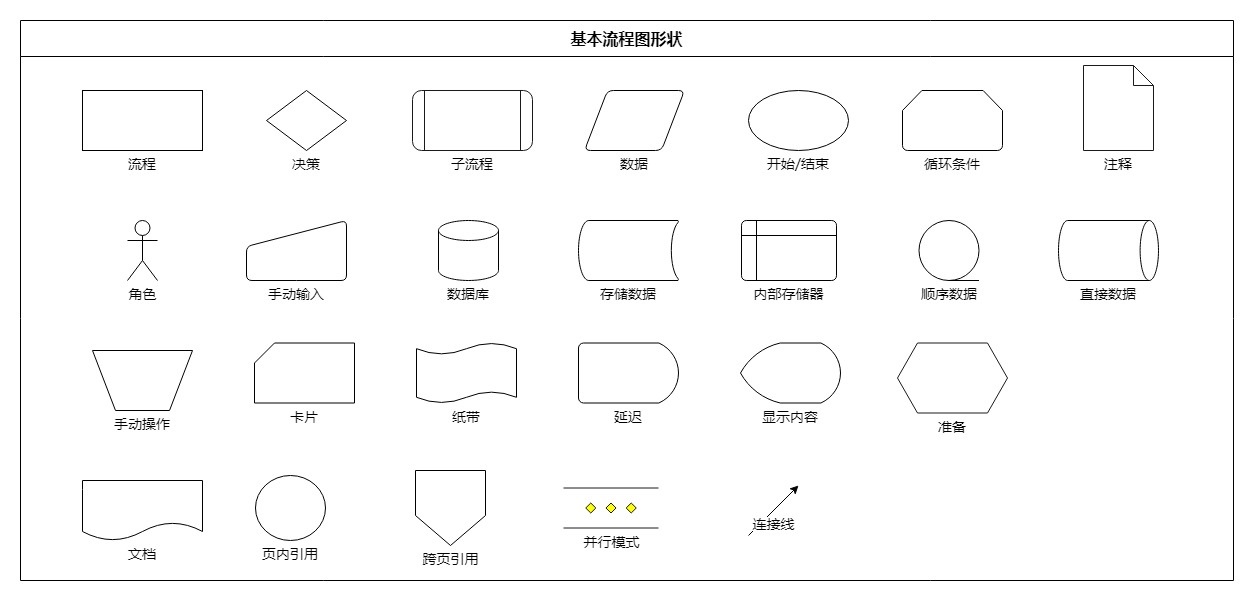 基本流程图形状
流程
决策
子流程
数据
开始/结束
循环条件
注释
角色
手动输入
数据库
存储数据
内部存储器
顺序数据
直接数据
手动操作
卡片
纸带
延迟
显示内容
准备
文档
页内引用
跨页引用
并行模式
连接线